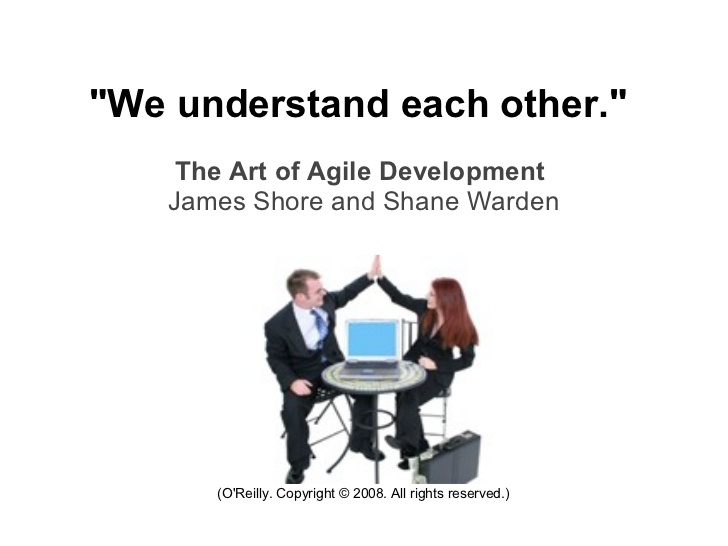 "We understand each other."
The Art of Agile Development
James Shore and Shane Warden
(O'Reilly. Copyright © 2008. All rights reserved.)